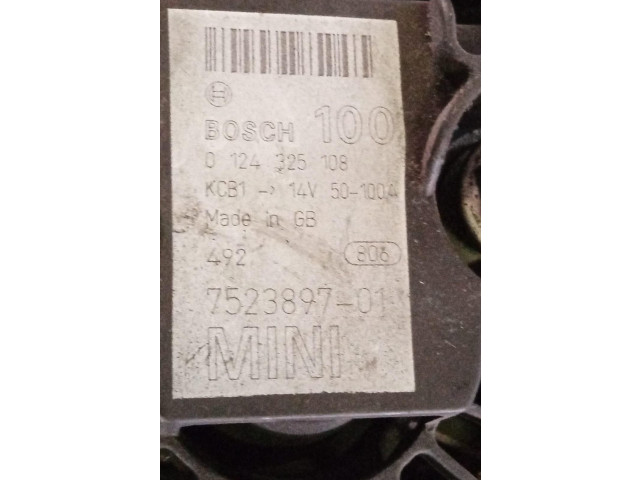 BOSCH 100
0 124 325 108
KCB1 -> 14V 50-100A
Made in GB
492 806
7523897-01
MINI